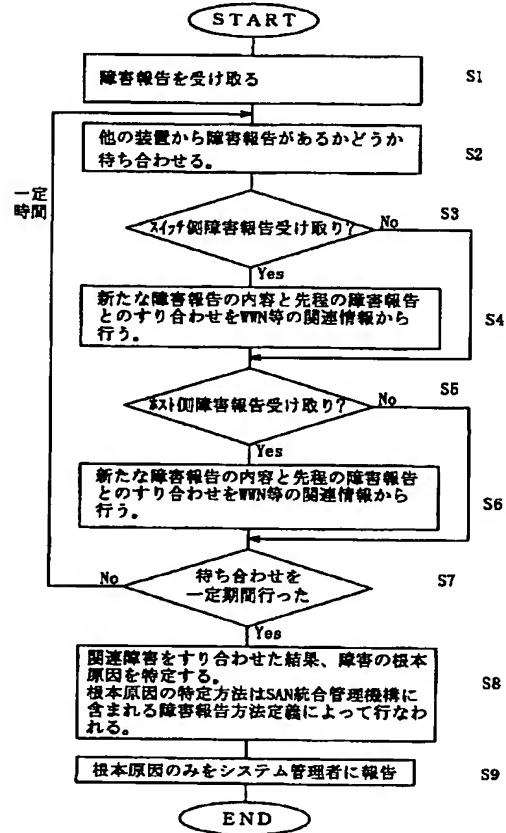 START
障害報告を受け取る
S1
他の装置から障害報告があるかどうか
待ち合わせる。
S2
一定
時間
スイッチ側障害報告受け取り?
No
S3
Yes
新たな障害報告の内容と先程の障害報告
とのすり合わせをWWN等の関連情報から
行う。
S4
ホスト側障害報告受け取り?
No
S5
Yes
新たな障害報告の内容と先程の障害報告
とのすり合わせをWWN等の関連情報から
行う。
S6
待ち合わせを
一定期間行った
No
S7
Yes
関連障害をすり合わせた結果、障害の根本
原因を特定する。
根本原因の特定方法はSAN統合管理機構に
含まれる障害報告方法定義によって行なわ
れる。
S8
根本原因のみをシステム管理者に報告
S9
END